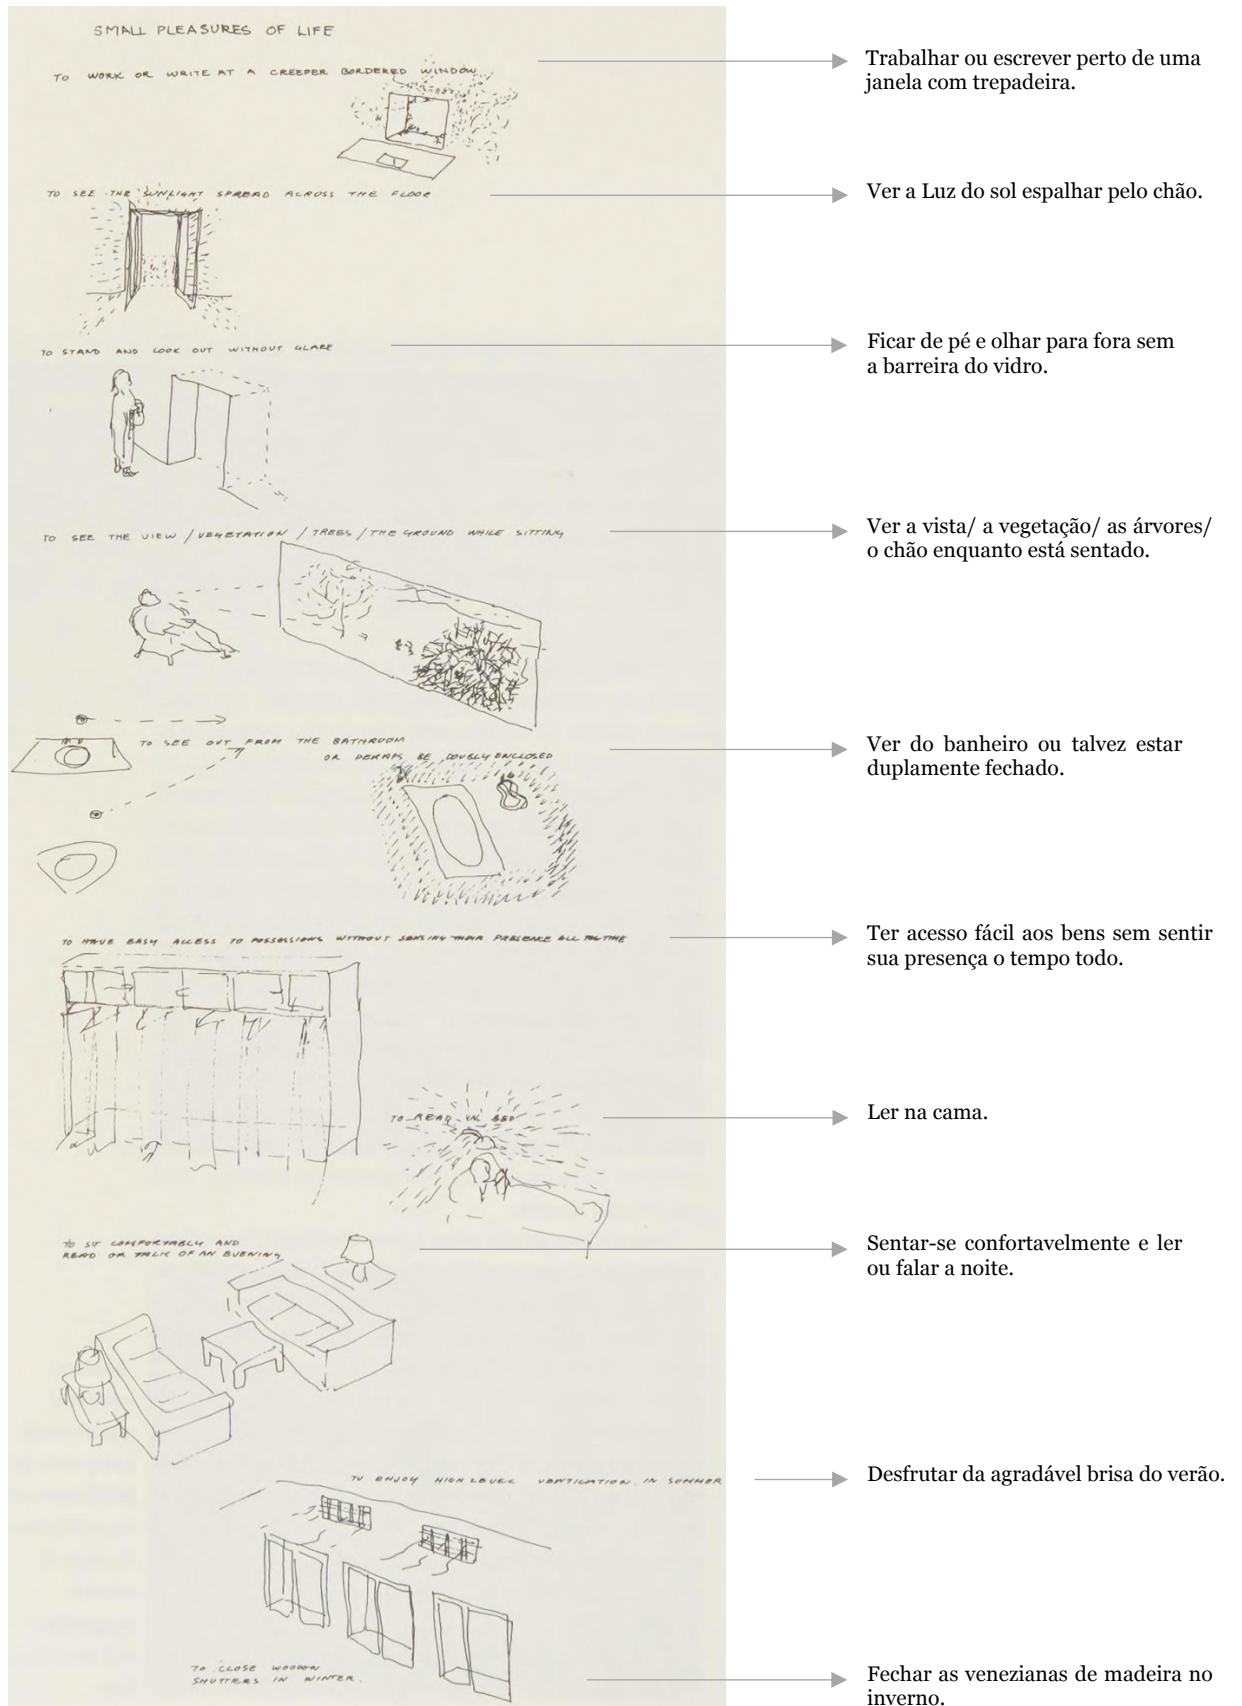 SMALL PLEASURES OF LIFE
TO WORK OR WRITE AT A CREEPER BORDERED WINDOW
Trabalhar ou escrever perto de uma
janela com trepadeira.
TO SEE THE SUNLIGHT SPREAD ACROSS THE FLOOR
Ver a Luz do sol espalhar pelo chão.
TO STAND AND LOOK OUT WITHOUT GLARE
Ficar de pé e olhar para fora sem
a barreira do vidro.
TO SEE THE VIEW / VEGETATION / TREES / THE GROUND WHILE SITTING
Ver a vista/ a vegetação/ as árvores/
o chão enquanto está sentado.
TO SEE OUT FROM THE BATHROOM
OR PERHAPS BE DOUBLY ENCLOSED
Ver do banheiro ou talvez estar
duplamente fechado.
TO HAVE EASY ACCESS TO POSSESSIONS WITHOUT SENSING THEIR PRESENCE ALL THE TIME
Ter acesso fácil aos bens sem sentir
sua presença o tempo todo.
TO READ IN BED
Ler na cama.
TO SIT COMFORTABLY AND
READ OR TALK OF AN EVENING
Sentar-se confortavelmente e ler
ou falar a noite.
TO ENJOY HIGH LEVEL VENTILATION IN SUMMER
Desfrutar da agradável brisa do verão.
TO CLOSE WOODEN
SHUTTERS IN WINTER.
Fechar as venezianas de madeira no
inverno.